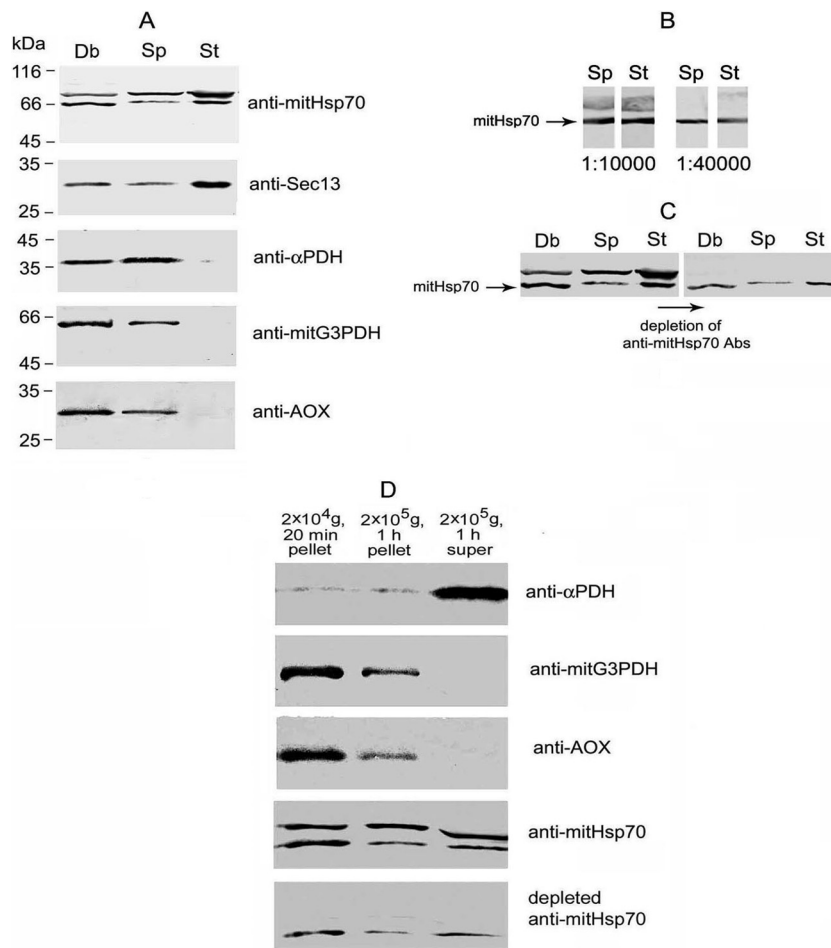 A
kDa
Db Sp St
116
66
45
anti-mitHsp70
35
25
anti-Sec13
45
35
anti-αPDH
66
45
anti-mitG3PDH
35
25
anti-AOX
B
Sp St Sp St
mitHsp70
1:10000 1:40000
C
Db Sp St Db Sp St
mitHsp70
depletion of
anti-mitHsp70 Abs
D
2×10⁴g, 2×10⁵g, 2×10⁵g,
20 min 1 h 1 h
pellet pellet super
anti-αPDH
anti-mitG3PDH
anti-AOX
anti-mitHsp70
depleted
anti-mitHsp70